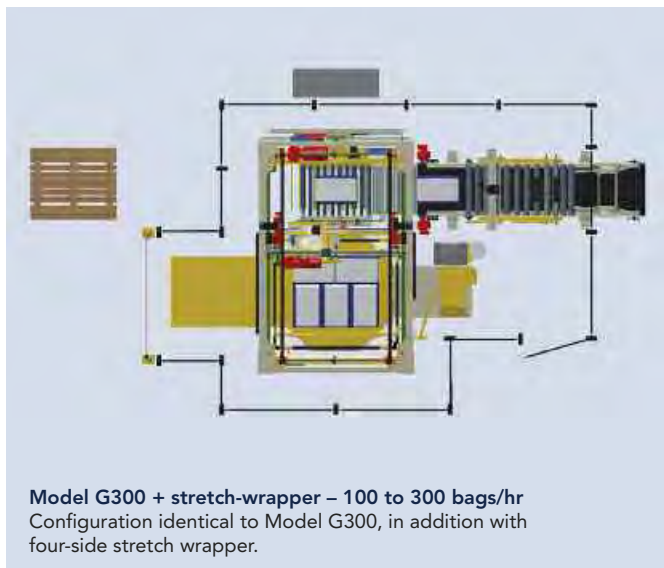 Model G300 + stretch-wrapper – 100 to 300 bags/hr
Configuration identical to Model G300, in addition with
four-side stretch wrapper.